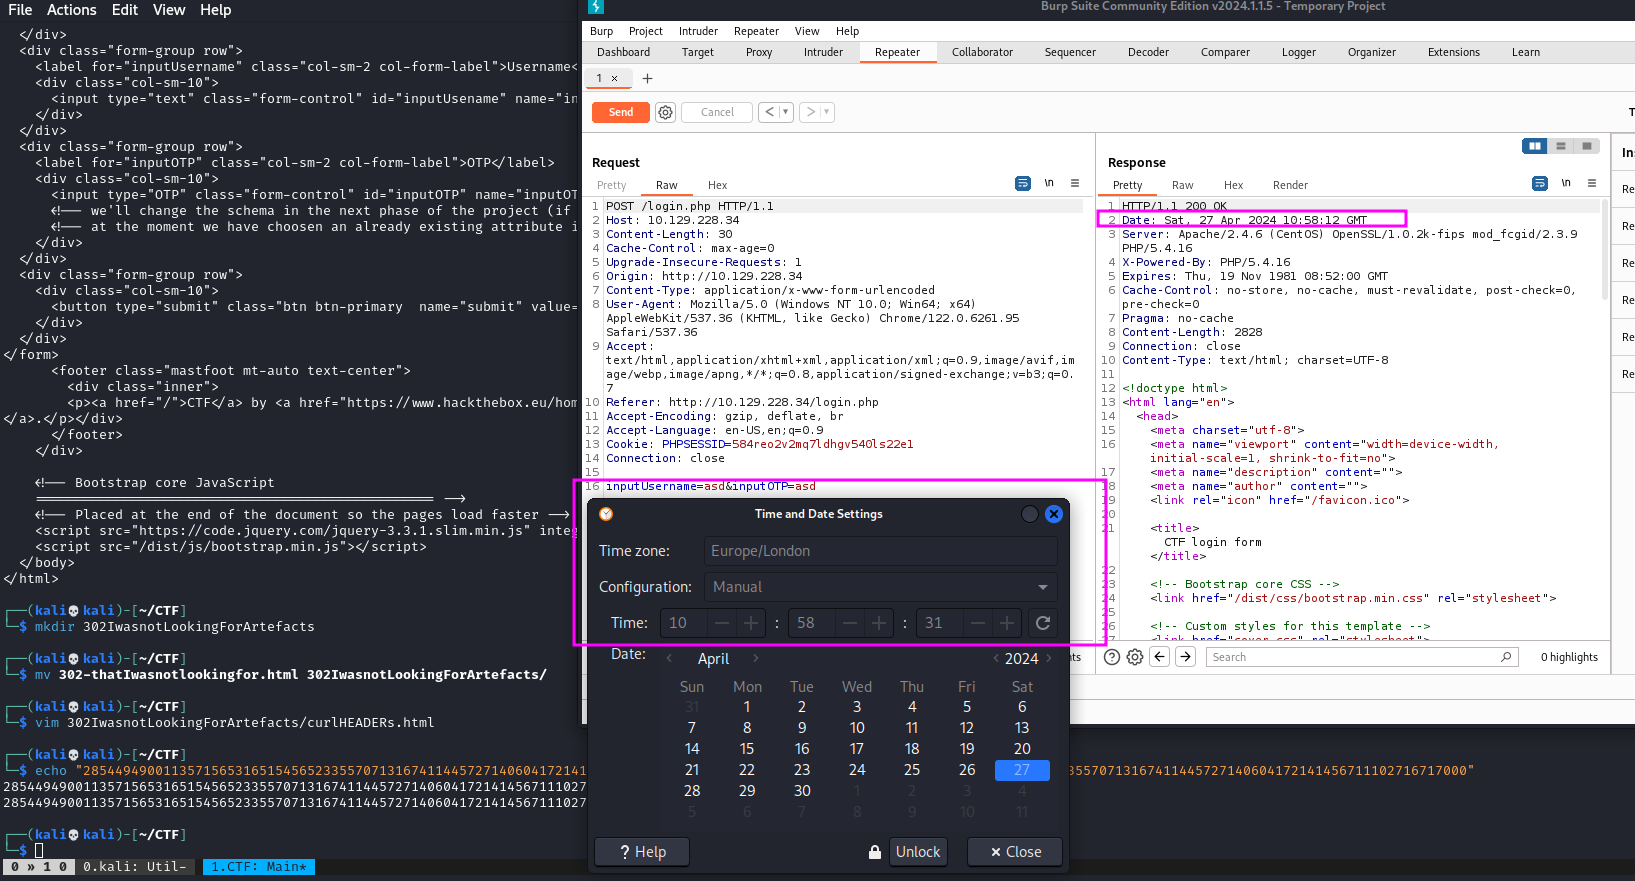 File Actions Edit View Help
</div>
<div class="form-group row">
<label for="inputUsername" class="col-sm-2 col-form-label">Username<
<div class="col-sm-10">
<input type="text" class="form-control" id="inputUsename" name="in
</div>
</div>
<div class="form-group row">
<label for="inputOTP" class="col-sm-2 col-form-label">OTP</label>
<div class="col-sm-10">
<input type="OTP" class="form-control" id="inputOTP" name="inputOT
<!-- we'll change the schema in the next phase of the project (if
<!-- at the moment we have choosen an already existing attribute i
</div>
</div>
<div class="form-group row">
<div class="col-sm-10">
<button type="submit" class="btn btn-primary  name="submit" value=
</div>
</div>
</form>
<footer class="mastfoot mt-auto text-center">
<div class="inner">
<p><a href="/">CTF</a> by <a href="https://www.hackthebox.eu/hom
</a>.</p></div>
</footer>
</div>
<!-- Bootstrap core JavaScript
================================================== -->
<!-- Placed at the end of the document so the pages load faster -->
<script src="https://code.jquery.com/jquery-3.3.1.slim.min.js" integ
<script src="/dist/js/bootstrap.min.js"></script>
</body>
</html>
(kali💀kali)-[~/CTF]
$ mkdir 302IwasnotLookingForArtefacts
(kali💀kali)-[~/CTF]
$ mv 302-thatIwasnotlookingfor.html 302IwasnotLookingForArtefacts/
(kali💀kali)-[~/CTF]
$ vim 302IwasnotLookingForArtefacts/curlHEADERs.html
(kali💀kali)-[~/CTF]
(kali💀kali)-[~/CTF]
$
0 » 1 0 0.kali: Util- 1.CTF: Main*
Burp Suite Community Edition v2024.1.1.5 - Temporary Project
Burp Project Intruder Repeater View Help
Dashboard Target Proxy Intruder Repeater Collaborator Sequencer Decoder Comparer Logger Organizer Extensions Learn
1 × +
Send Cancel < >
Request
Pretty Raw Hex \n
1 POST /login.php HTTP/1.1
2 Host: 10.129.228.34
3 Content-Length: 30
4 Cache-Control: max-age=0
5 Upgrade-Insecure-Requests: 1
6 Origin: http://10.129.228.34
7 Content-Type: application/x-www-form-urlencoded
8 User-Agent: Mozilla/5.0 (Windows NT 10.0; Win64; x64)
AppleWebKit/537.36 (KHTML, like Gecko) Chrome/122.0.6261.95
Safari/537.36
9 Accept:
text/html,application/xhtml+xml,application/xml;q=0.9,image/avif,im
age/webp,image/apng,*/*;q=0.8,application/signed-exchange;v=b3;q=0.
7
10 Referer: http://10.129.228.34/login.php
11 Accept-Encoding: gzip, deflate, br
12 Accept-Language: en-US,en;q=0.9
13 Cookie: PHPSESSID=584reo2v2mq7ldhgv540ls22e1
14 Connection: close
15
16 inputUsername=asd&inputOTP=asd
Response
Pretty Raw Hex Render \n
1 HTTP/1.1 200 OK
2 Date: Sat, 27 Apr 2024 10:58:12 GMT
3 Server: Apache/2.4.6 (CentOS) OpenSSL/1.0.2k-fips mod_fcgid/2.3.9
PHP/5.4.16
4 X-Powered-By: PHP/5.4.16
5 Expires: Thu, 19 Nov 1981 08:52:00 GMT
6 Cache-Control: no-store, no-cache, must-revalidate, post-check=0,
pre-check=0
7 Pragma: no-cache
8 Content-Length: 2828
9 Connection: close
10 Content-Type: text/html; charset=UTF-8
11
12 <!doctype html>
13 <html lang="en">
14 <head>
15 <meta charset="utf-8">
16 <meta name="viewport" content="width=device-width,
initial-scale=1, shrink-to-fit=no">
17 <meta name="description" content="">
18 <meta name="author" content="">
19 <link rel="icon" href="/favicon.ico">
20
21 <title>
CTF login form
</title>
22
23 <!-- Bootstrap core CSS -->
24 <link href="/dist/css/bootstrap.min.css" rel="stylesheet">
25
26 <!-- Custom styles for this template -->
27 <link href="cover.css" rel="stylesheet">
Search 0 highlights
Ins
Re
Re
Re
Re
Re
Re
Time and Date Settings
Time zone: Europe/London
Configuration: Manual
Time: 10 — + : 58 — + : 31 — +
Date: < April > < 2024 >
Sun Mon Tue Wed Thu Fri Sat
31 1 2 3 4 5 6
7 8 9 10 11 12 13
14 15 16 17 18 19 20
21 22 23 24 25 26 27
28 29 30 1 2 3 4
5 6 7 8 9 10 11
? Help Unlock × Close